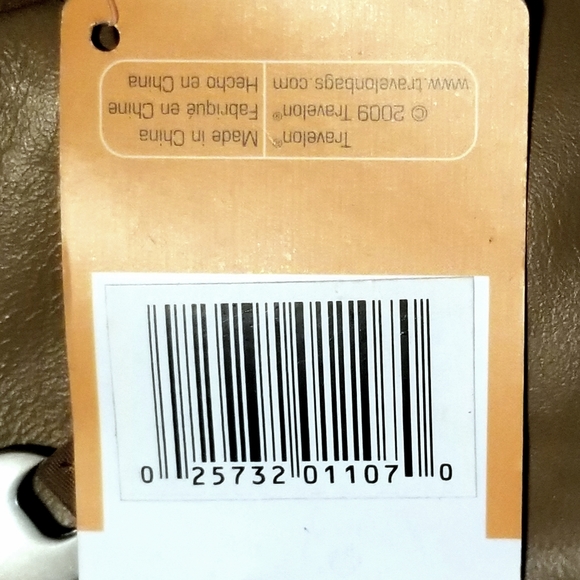 Travelon®
© 2009 Travelon®
www.travelonbags.com
Made in China
Fabriqué en Chine
Hecho en China
0 25732 01107 0